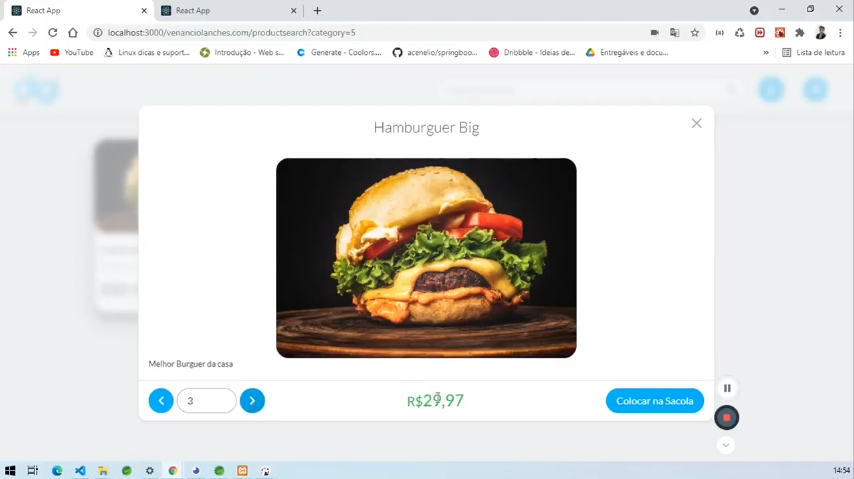 React App
React App
localhost:3000/venanciolanches.com/productsearch?category=5
Apps
YouTube
Linux dicas e suport...
Introdução - Web s...
Generate - Coolors....
acenelio/springboo...
Dribbble - Ideias de...
Entregáveis e docu...
»
Lista de leitura
Hamburguer Big
Melhor Burguer da casa
3
R$29,97
Colocar na Sacola
14:54